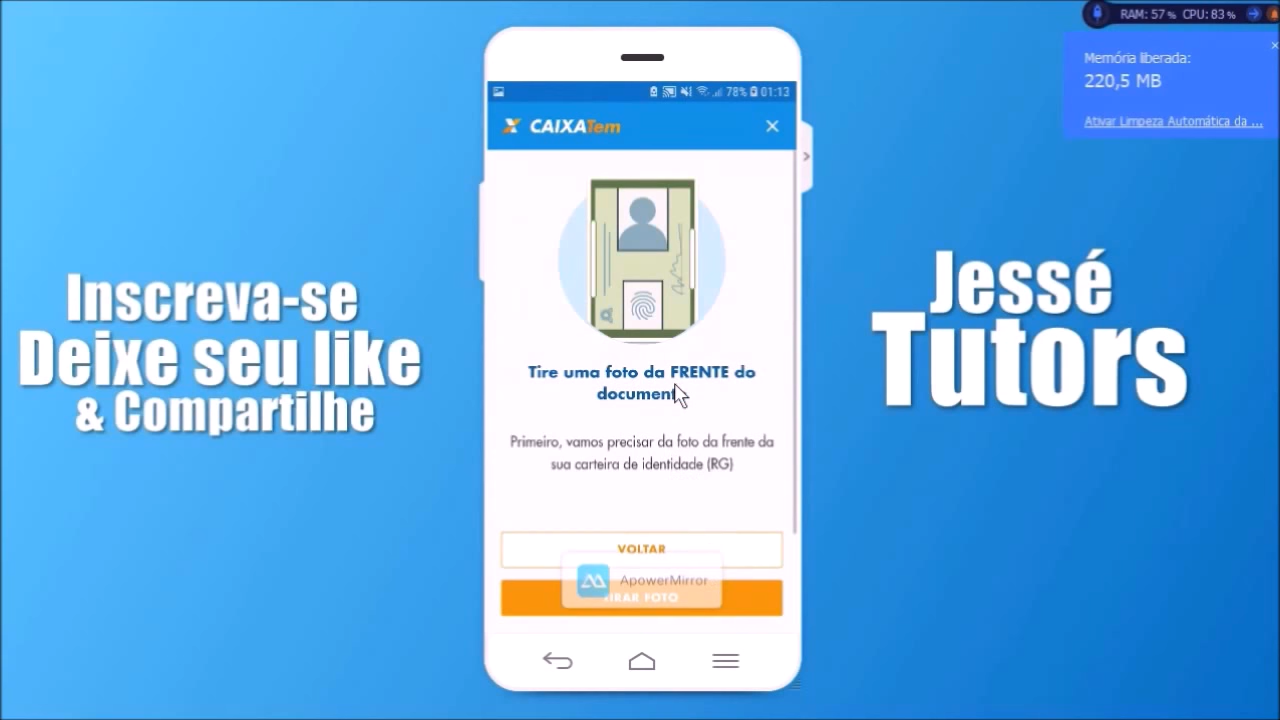 RAM: 57% CPU: 83%
Memória liberada:
220,5 MB
Ativar Limpeza Automática da ...
78% 01:13
CAIXATem
Tire uma foto da FRENTE do
document
Primeiro, vamos precisar da foto da frente da
sua carteira de identidade (RG)
VOLTAR
ApowerMirror
TIRAR FOTO
Inscreva-se
Deixe seu like
& Compartilhe
Jessé
Tutors